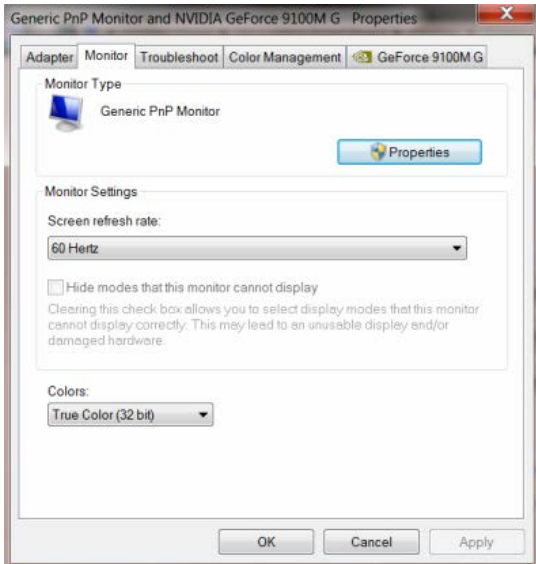 Generic PnP Monitor and NVIDIA GeForce 9100M G Properties
Adapter Monitor Troubleshoot Color Management GeForce 9100M G
Monitor Type
Generic PnP Monitor
Properties
Monitor Settings
Screen refresh rate:
60 Hertz
Hide modes that this monitor cannot display
Clearing this check box allows you to select display modes that this monitor
cannot display correctly. This may lead to an unusable display and/or
damaged hardware.
Colors:
True Color (32 bit)
OK Cancel Apply